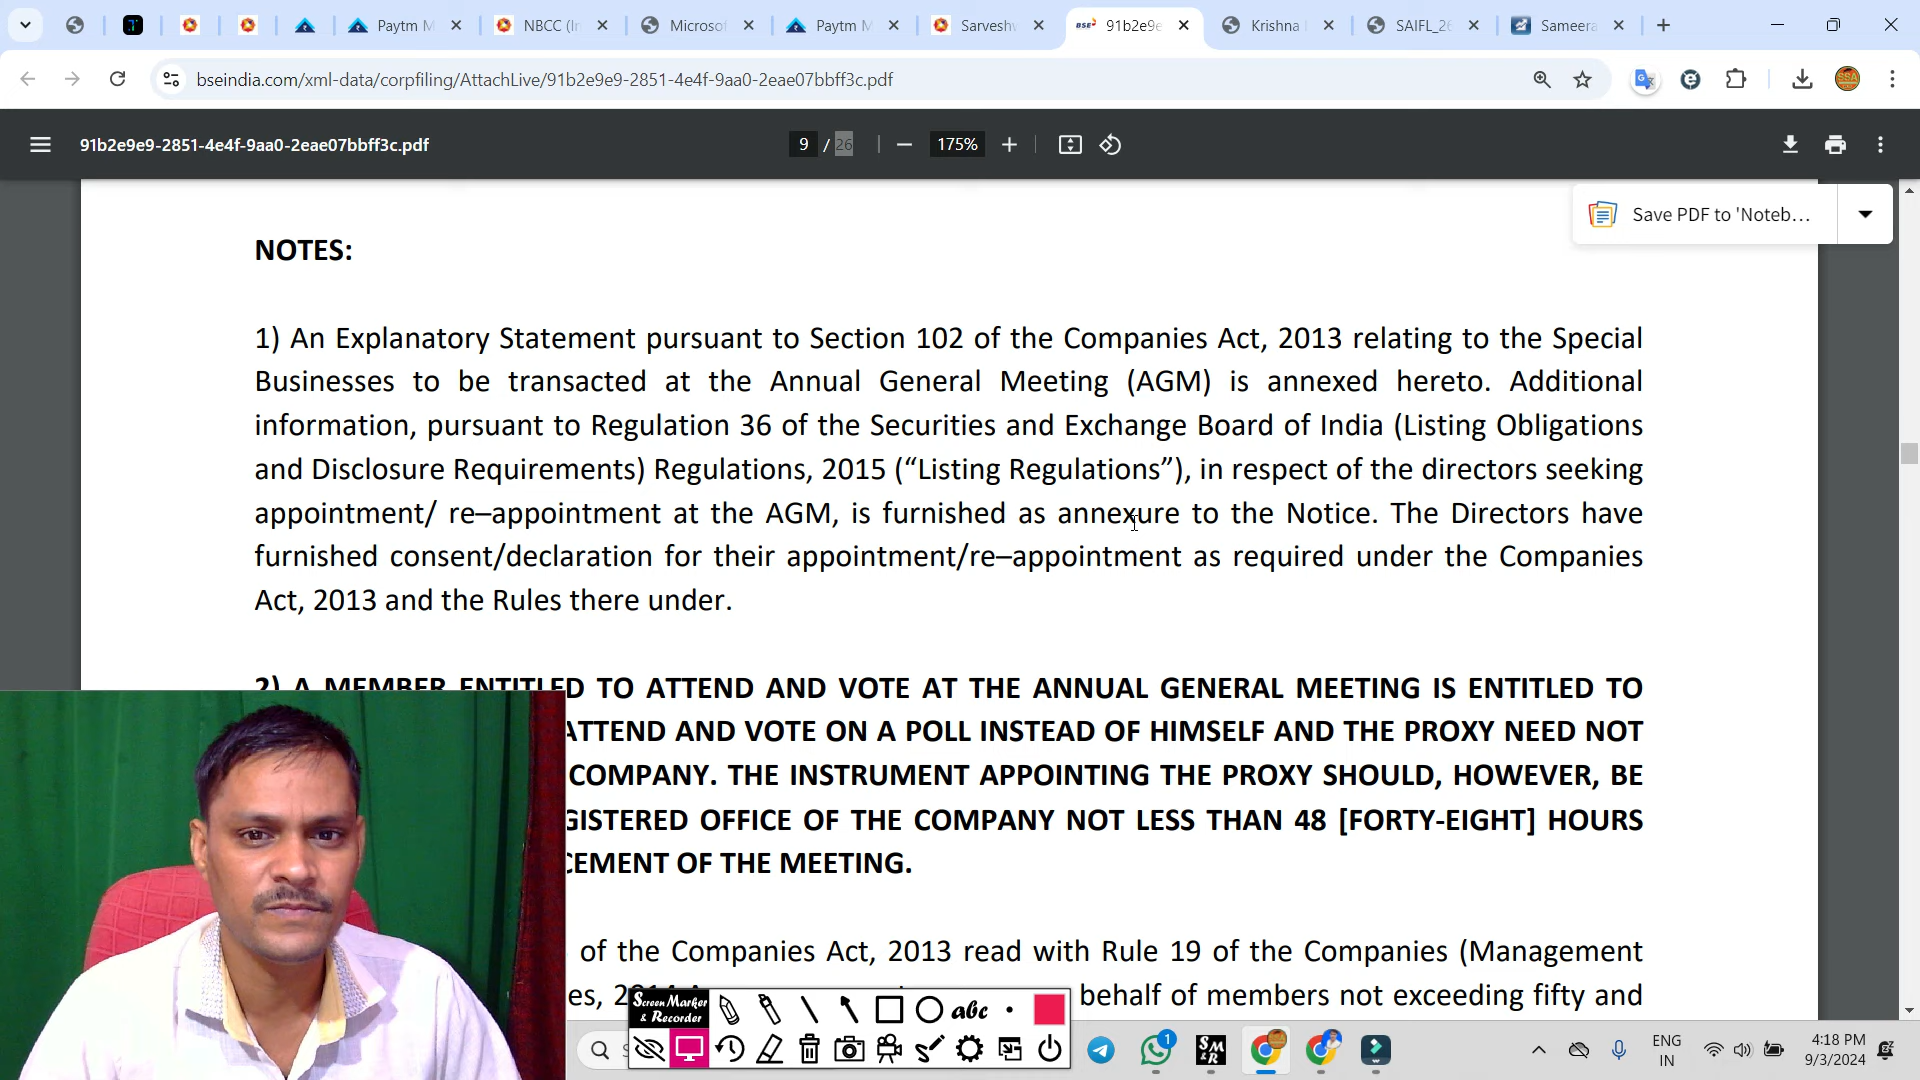 Paytm M
NBCC (In
Microsof
Paytm M
Sarveshw
BSE
91b2e9e
Krishna
SAIFL_26
Sameera
bseindia.com/xml-data/corpfiling/AttachLive/91b2e9e9-2851-4e4f-9aa0-2eae07bbff3c.pdf
SSA
91b2e9e9-2851-4e4f-9aa0-2eae07bbff3c.pdf
9 / 26
175%
Save PDF to 'Noteb...
NOTES:
1) An Explanatory Statement pursuant to Section 102 of the Companies Act, 2013 relating to the Special
Businesses to be transacted at the Annual General Meeting (AGM) is annexed hereto. Additional
information, pursuant to Regulation 36 of the Securities and Exchange Board of India (Listing Obligations
and Disclosure Requirements) Regulations, 2015 (“Listing Regulations”), in respect of the directors seeking
appointment/ re–appointment at the AGM, is furnished as annexure to the Notice. The Directors have
furnished consent/declaration for their appointment/re–appointment as required under the Companies
Act, 2013 and the Rules there under.
2) A MEMBER ENTITLED TO ATTEND AND VOTE AT THE ANNUAL GENERAL MEETING IS ENTITLED TO
ATTEND AND VOTE ON A POLL INSTEAD OF HIMSELF AND THE PROXY NEED NOT
COMPANY. THE INSTRUMENT APPOINTING THE PROXY SHOULD, HOWEVER, BE
GISTERED OFFICE OF THE COMPANY NOT LESS THAN 48 [FORTY-EIGHT] HOURS
CEMENT OF THE MEETING.
of the Companies Act, 2013 read with Rule 19 of the Companies (Management
es, behalf of members not exceeding fifty and
Screen Marker
& Recorder
abc
1
SM
&R
ENG
IN
4:18 PM
9/3/2024